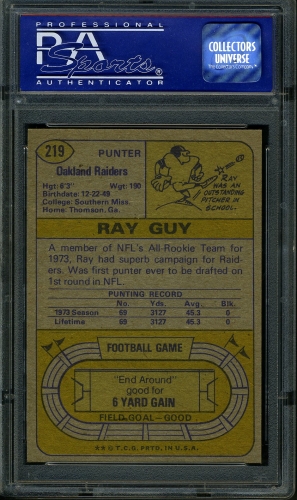 PROFESSIONAL
PSA
Sports
AUTHENTICATOR
COLLECTORS
UNIVERSE
219
PUNTER
Oakland Raiders
Hgt: 6'3" Wgt: 190
Birthdate: 12-22-49
College: Southern Miss.
Home: Thomson, Ga.
RAY
WAS AN
OUTSTANDING
PITCHER IN
SCHOOL.
RAY GUY
A member of NFL's All-Rookie Team for
1973, Ray had superb campaign for Raid-
ers. Was first punter ever to be drafted on
1st round in NFL.
PUNTING RECORD
No. Yds. Avg. Blk.
1973 Season 69 3127 45.3 0
Lifetime 69 3127 45.3 0
FOOTBALL GAME
"End Around"
good for
6 YARD GAIN
FIELD GOAL—GOOD
★★ © T.C.G. PRTD. IN U.S.A.